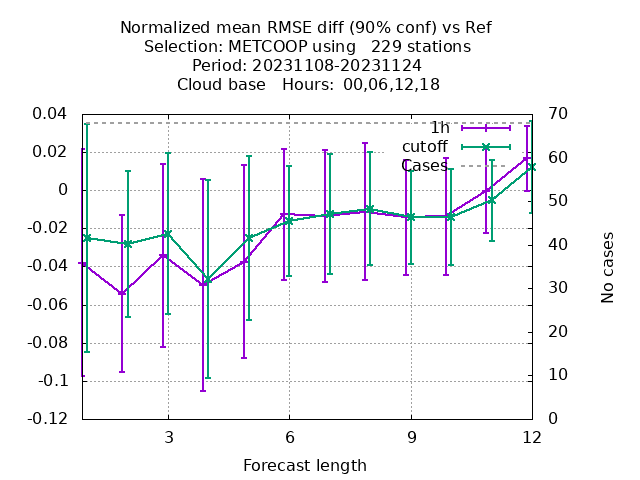 Normalized mean RMSE diff (90% conf) vs Ref
Selection: METCOOP using   229 stations
Period: 20231108-20231124
Cloud base   Hours:  00,06,12,18
0.04
0.02
0
-0.02
-0.04
-0.06
-0.08
-0.1
-0.12
1h
cutoff
Cases
70
60
50
40
30
20
10
0
No cases
3
6
9
12
Forecast length